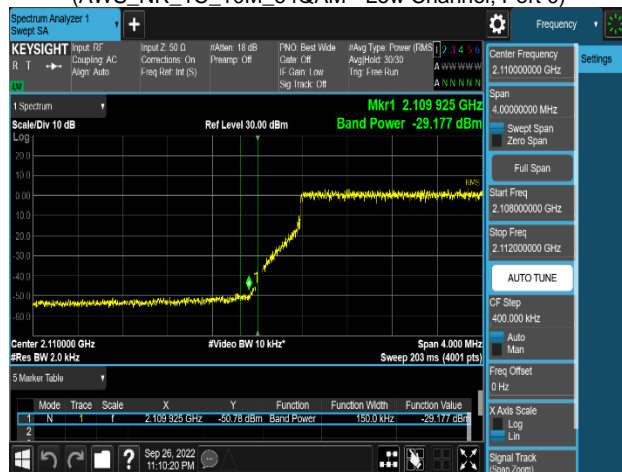 (AWS_NR_1C_10M_64QAM - Low Channel, Port 6)
Spectrum Analyzer 1
Swept SA
+
Frequency
KEYSIGHT
R T
Input: RF
Coupling: AC
Align: Auto
Input Z: 50 Ω
Corrections: On
Freq Ref: Int (S)
#Atten: 18 dB
Preamp: Off
PNO: Best Wide
Gate: Off
IF Gain: Low
Sig Track: Off
#Avg Type: Power (RMS
Avg|Hold: 30/30
Trig: Free Run
1 2 3 4 5 6
A W W W W W
A N N N N N
LM
1 Spectrum
Scale/Div 10 dB
Ref Level 30.00 dBm
Mkr1 2.109 925 GHz
Band Power -29.177 dBm
Log
20.0
10.0
0.00
-10.0
-20.0
-30.0
-40.0
-50.0
-60.0
RMS
1
Center 2.110000 GHz
#Res BW 2.0 kHz
#Video BW 10 kHz*
Span 4.000 MHz
Sweep 203 ms (4001 pts)
5 Marker Table
Mode Trace Scale X Y Function Function Width Function Value
1 N 1 f 2.109 925 GHz -50.78 dBm Band Power 150.0 kHz -29.177 dBm
2
Sep 26, 2022
11:10:20 PM
Settings
Center Frequency
2.110000000 GHz
Span
4.00000000 MHz
Swept Span
Zero Span
Full Span
Start Freq
2.108000000 GHz
Stop Freq
2.112000000 GHz
AUTO TUNE
CF Step
400.000 kHz
Auto
Man
Freq Offset
0 Hz
X Axis Scale
Log
Lin
Signal Track
(Span Zoom)